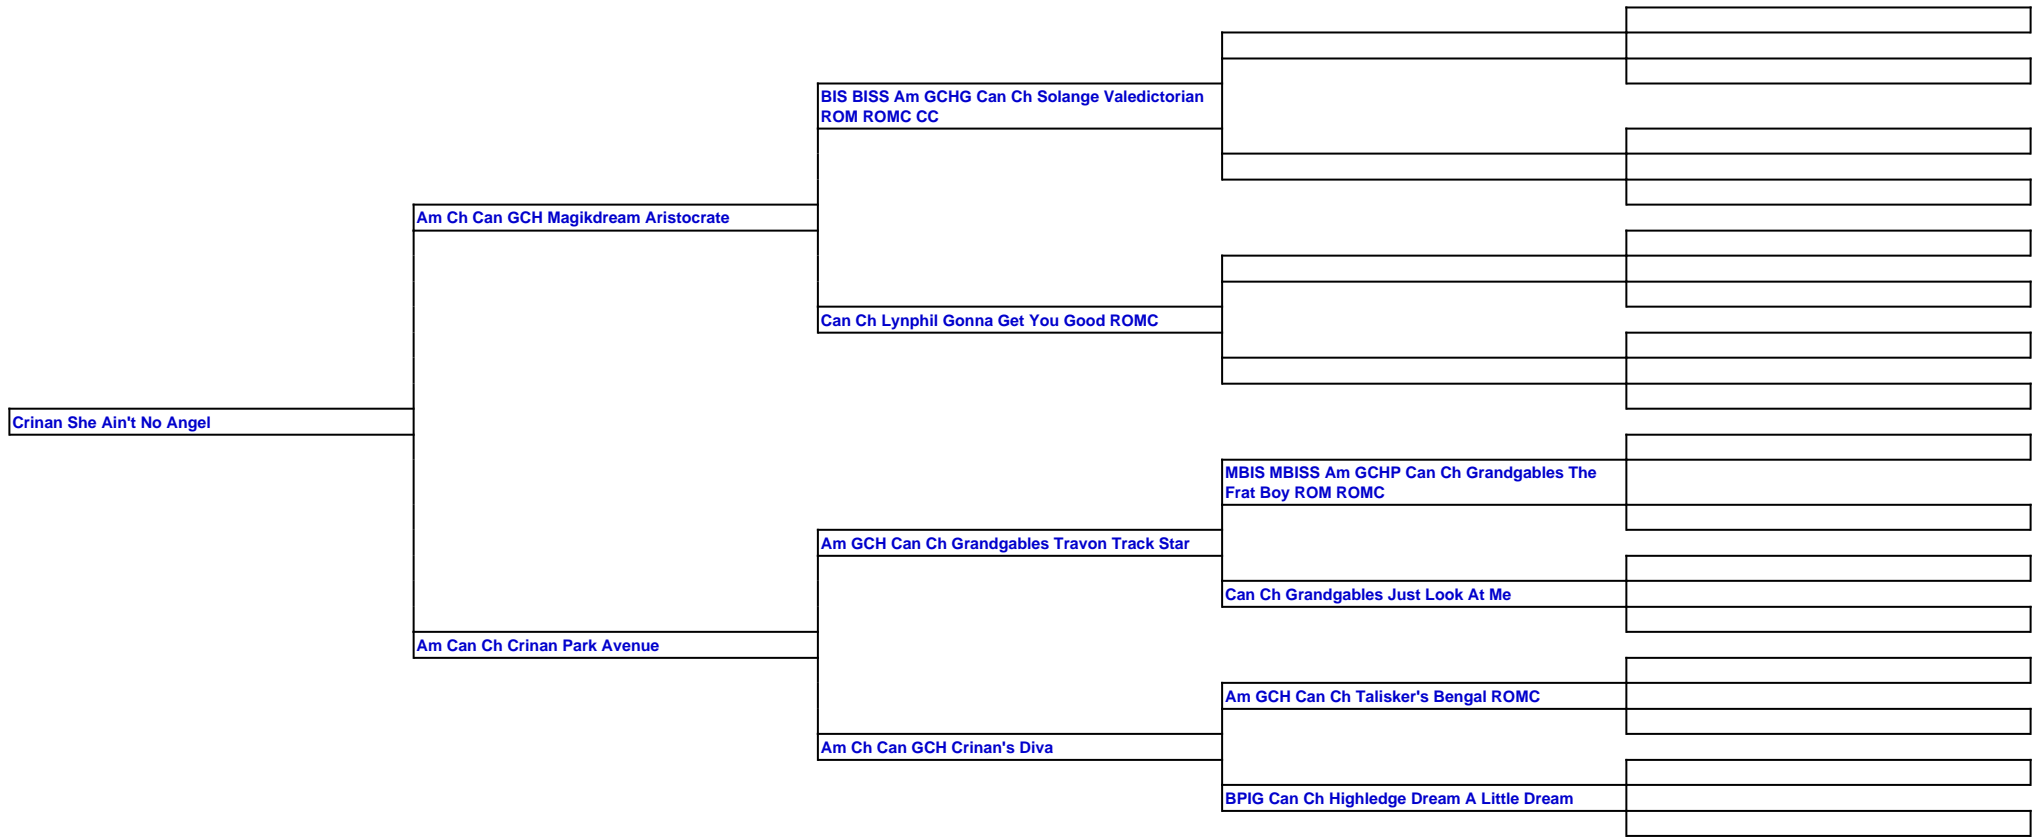 BIS BISS Am GCHG Can Ch Solange Valedictorian
ROM ROMC CC
Am Ch Can GCH Magikdream Aristocrate
Can Ch Lynphil Gonna Get You Good ROMC
Crinan She Ain't No Angel
MBIS MBISS Am GCHP Can Ch Grandgables The
Frat Boy ROM ROMC
Am GCH Can Ch Grandgables Travon Track Star
Can Ch Grandgables Just Look At Me
Am Can Ch Crinan Park Avenue
Am GCH Can Ch Talisker's Bengal ROMC
Am Ch Can GCH Crinan's Diva
BPIG Can Ch Highledge Dream A Little Dream